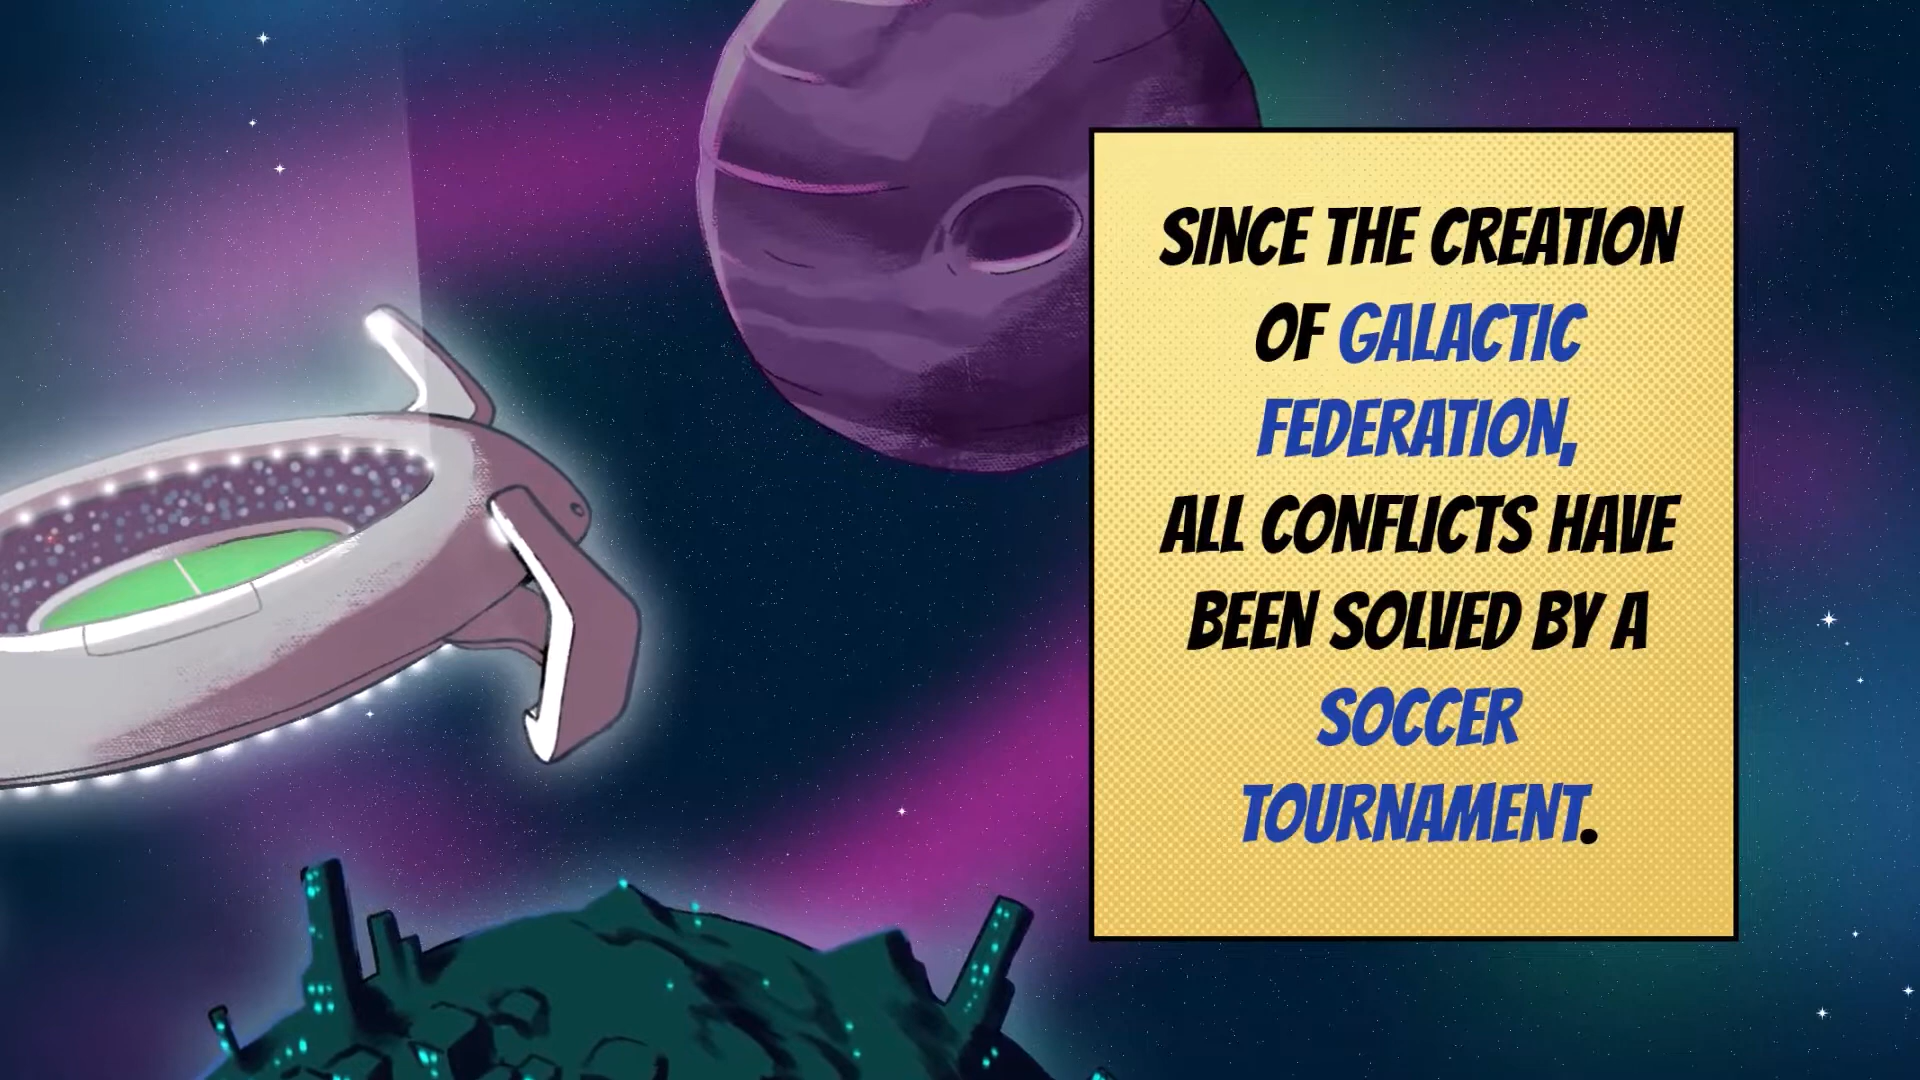 SINCE THE CREATION
OF GALACTIC
FEDERATION,
ALL CONFLICTS HAVE
BEEN SOLVED BY A
SOCCER
TOURNAMENT.